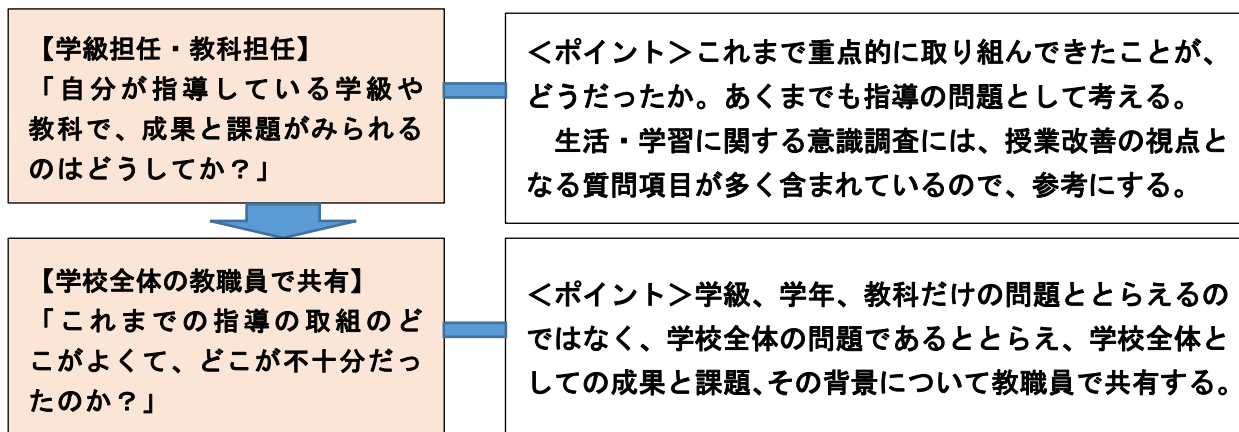 【学級担任・教科担任】
「自分が指導している学級や
教科で、成果と課題がみられる
のはどうしてか？」
＜ポイント＞これまで重点的に取り組んできたことが、
どうだったか。あくまでも指導の問題として考える。
　生活・学習に関する意識調査には、授業改善の視点と
なる質問項目が多く含まれているので、参考にする。
【学校全体の教職員で共有】
「これまでの指導の取組のど
こがよくて、どこが不十分だっ
たのか？」
＜ポイント＞学級、学年、教科だけの問題ととらえるの
ではなく、学校全体の問題であるととらえ、学校全体と
しての成果と課題、その背景について教職員で共有する。